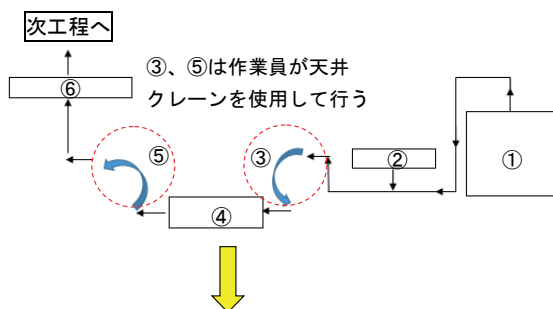 次工程へ
③、⑤は作業員が天井
クレーンを使用して行う
⑥
⑤
③
②
①
④